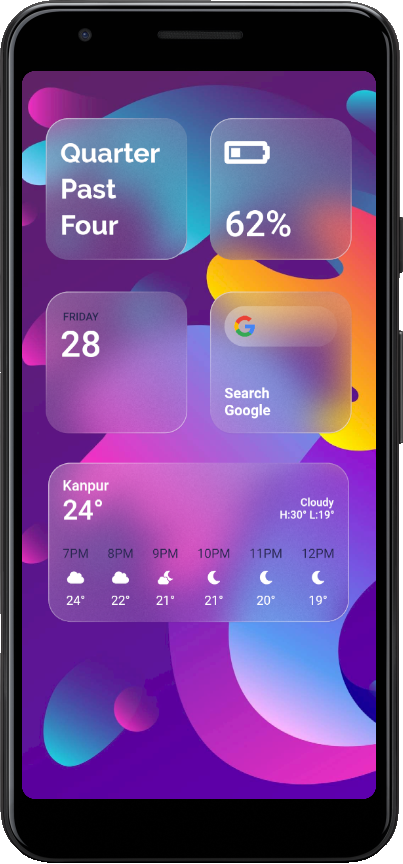 Quarter
Past
Four
62%
FRIDAY
28
Search
Google
Kanpur
24°
Cloudy
H:30° L:19°
7PM 8PM 9PM 10PM 11PM 12PM
24° 22° 21° 21° 20° 19°